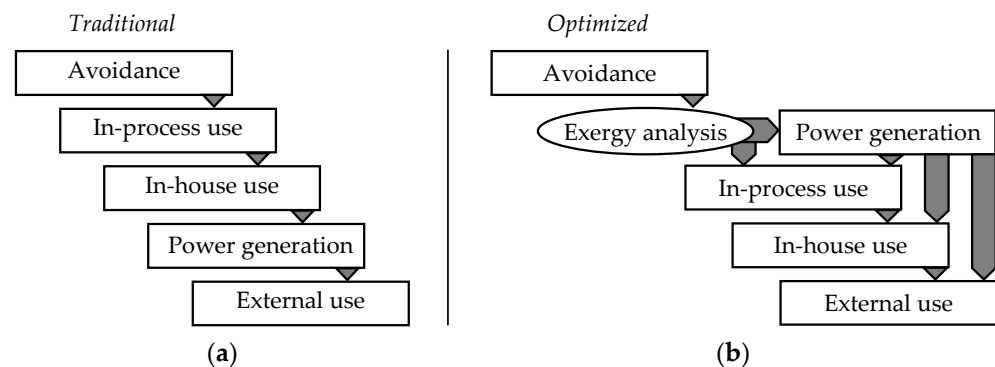 Traditional
Avoidance
In-process use
In-house use
Power generation
External use
(a)
Optimized
Avoidance
Exergy analysis
Power generation
In-process use
In-house use
External use
(b)